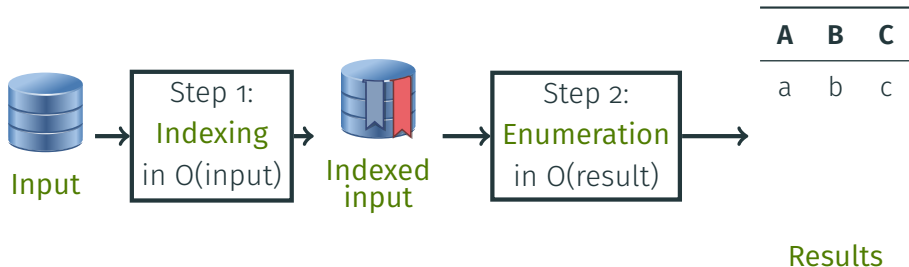 Input
Step 1:
Indexing
in O(input)
Indexed
input
Step 2:
Enumeration
in O(result)
A B C
a b c
Results